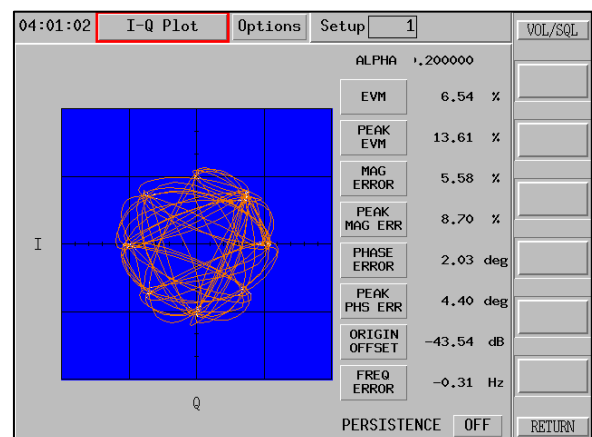 04:01:02 I-Q Plot Options Setup 1 VOL/SQL
ALPHA .200000
EVM 6.54 %
PEAK EVM 13.61 %
MAG ERROR 5.58 %
PEAK MAG ERR 8.70 %
I
PHASE ERROR 2.03 deg
PEAK PHS ERR 4.40 deg
ORIGIN OFFSET -43.54 dB
FREQ ERROR -0.31 Hz
Q
PERSISTENCE OFF RETURN